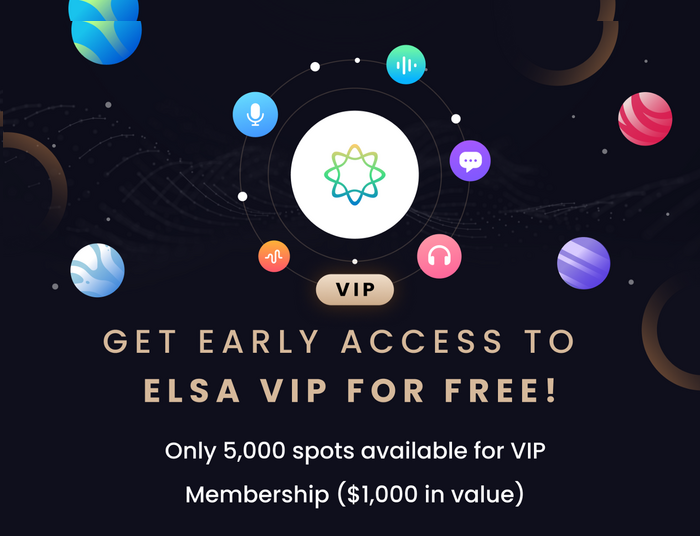 VIP
GET EARLY ACCESS TO
ELSA VIP FOR FREE!
Only 5,000 spots available for VIP
Membership ($1,000 in value)